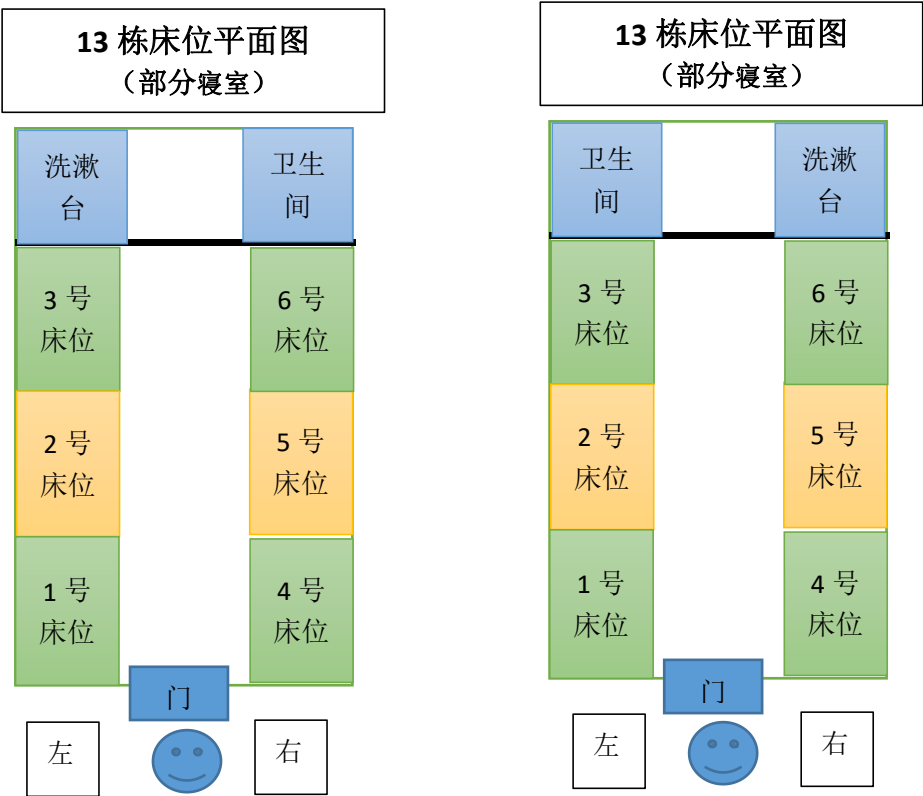 13 栋床位平面图
（部分寝室）
洗漱
台
卫生
间
3 号
床位
6 号
床位
2 号
床位
5 号
床位
1 号
床位
4 号
床位
门
左
右
13 栋床位平面图
（部分寝室）
卫生
间
洗漱
台
3 号
床位
6 号
床位
2 号
床位
5 号
床位
1 号
床位
4 号
床位
门
左
右